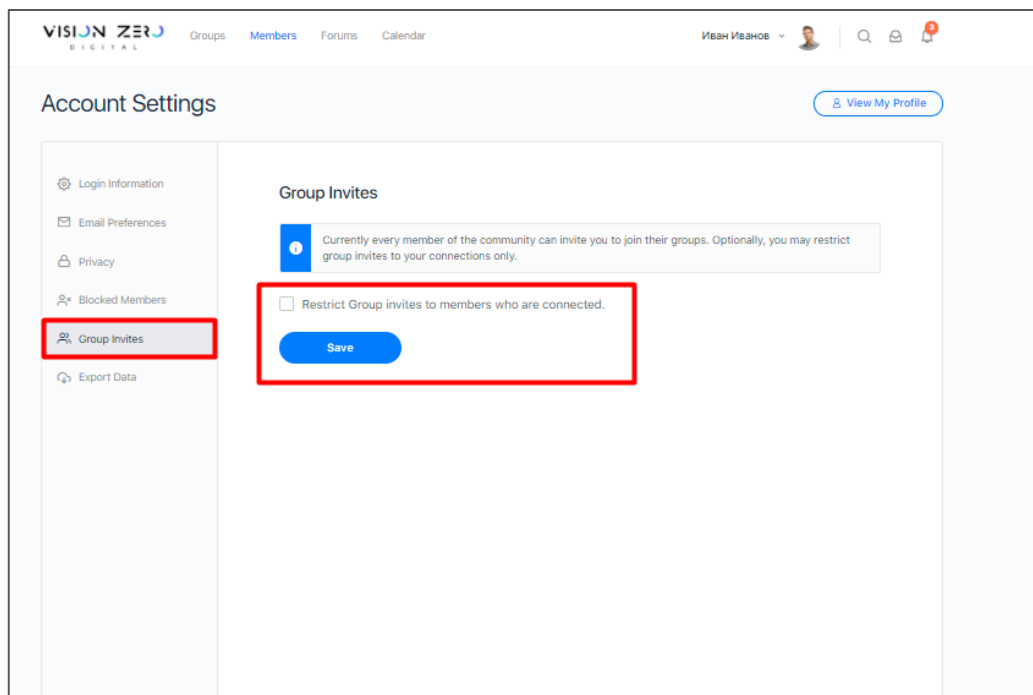 VISION ZERO
DIGITAL
Groups Members Forums Calendar
Иван Иванов
3
Account Settings
View My Profile
Login Information
Email Preferences
Privacy
Blocked Members
Group Invites
Export Data
Group Invites
Currently every member of the community can invite you to join their groups. Optionally, you may restrict
group invites to your connections only.
Restrict Group invites to members who are connected.
Save